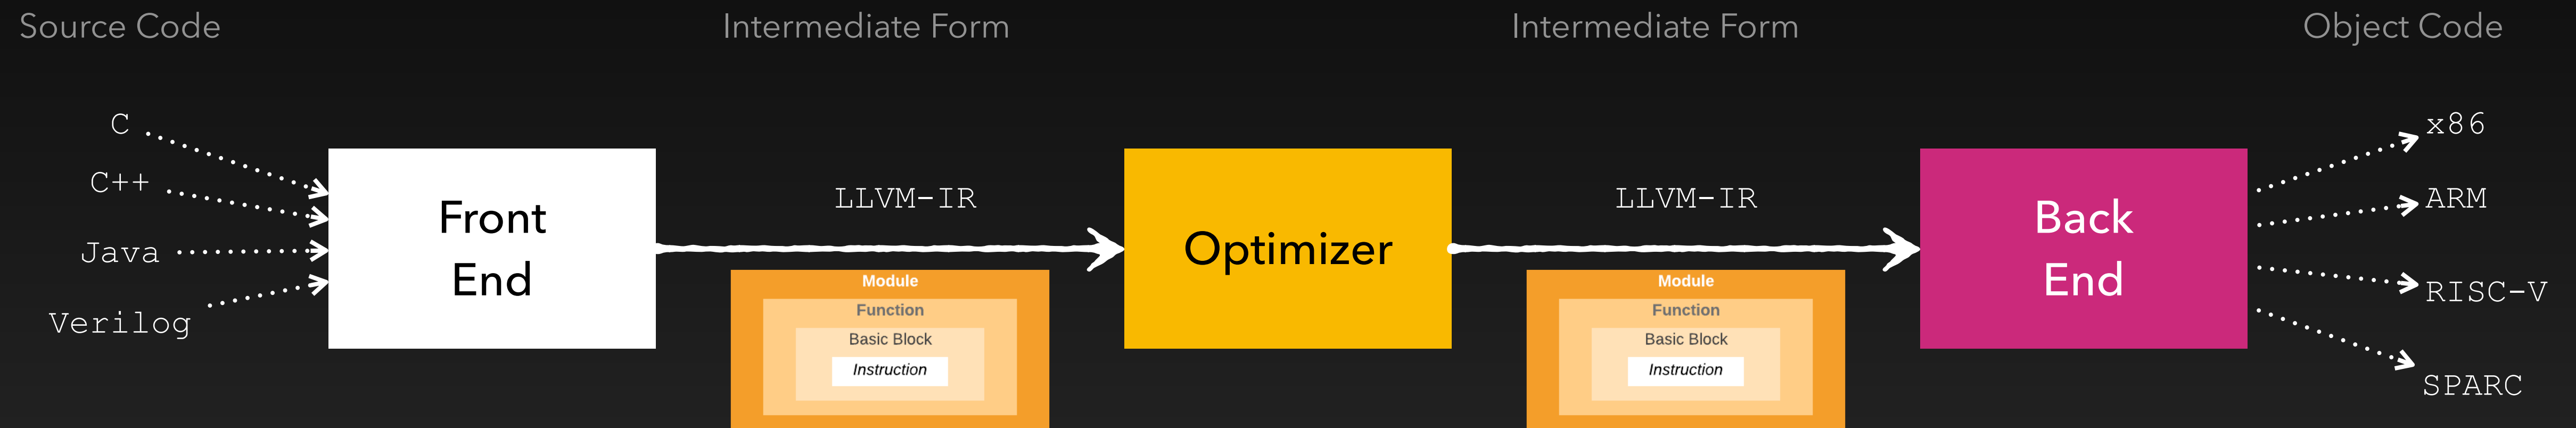 Source Code
Intermediate Form
Intermediate Form
Object Code
C
C++
Java
Verilog
Front
End
LLVM-IR
Module
Function
Basic Block
Instruction
Optimizer
LLVM-IR
Module
Function
Basic Block
Instruction
Back
End
x86
ARM
RISC-V
SPARC